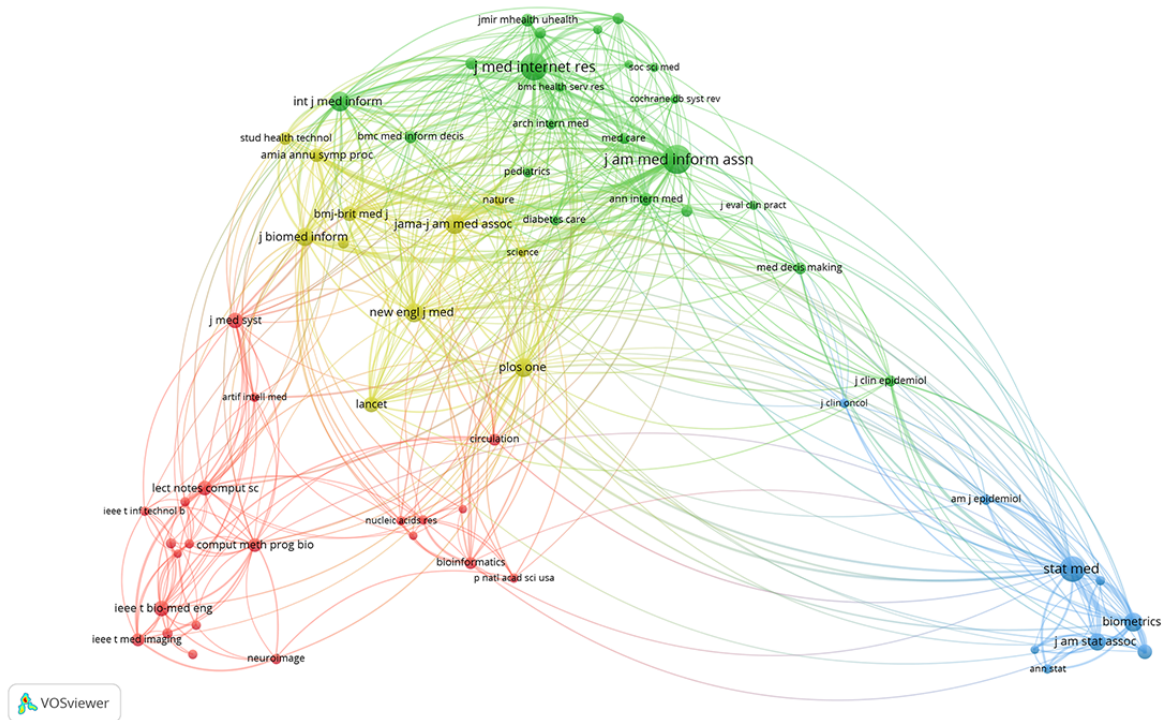 jmir mhealth uhealth
j med internet res
soc sci med
bmc health serv res
int j med inform
cochrane db syst rev
arch intern med
stud health technol
bmc med inform decis
med care
amia annu symp proc
j am med inform assn
pediatrics
nature
ann intern med
j eval clin pract
bmj-brit med j
jama-j am med assoc
diabetes care
j biomed inform
science
med decis making
new engl j med
j med syst
plos one
j clin epidemiol
artif intell med
lancet
j clin oncol
circulation
lect notes comput sc
am j epidemiol
ieee t inf technol b
nucleic acids res
comput meth prog bio
bioinformatics
stat med
p natl acad sci usa
ieee t bio-med eng
biometrics
ieee t med imaging
j am stat assoc
neuroimage
ann stat
VOSviewer